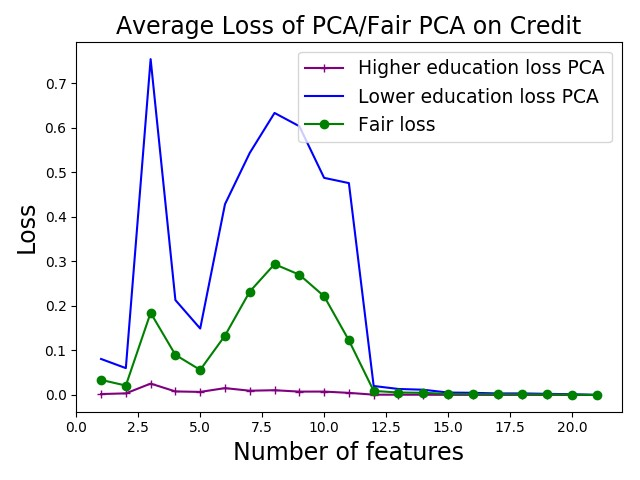 Average Loss of PCA/Fair PCA on Credit
Higher education loss PCA
Lower education loss PCA
Fair loss
Loss
0.7
0.6
0.5
0.4
0.3
0.2
0.1
0.0
0.0 2.5 5.0 7.5 10.0 12.5 15.0 17.5 20.0
Number of features